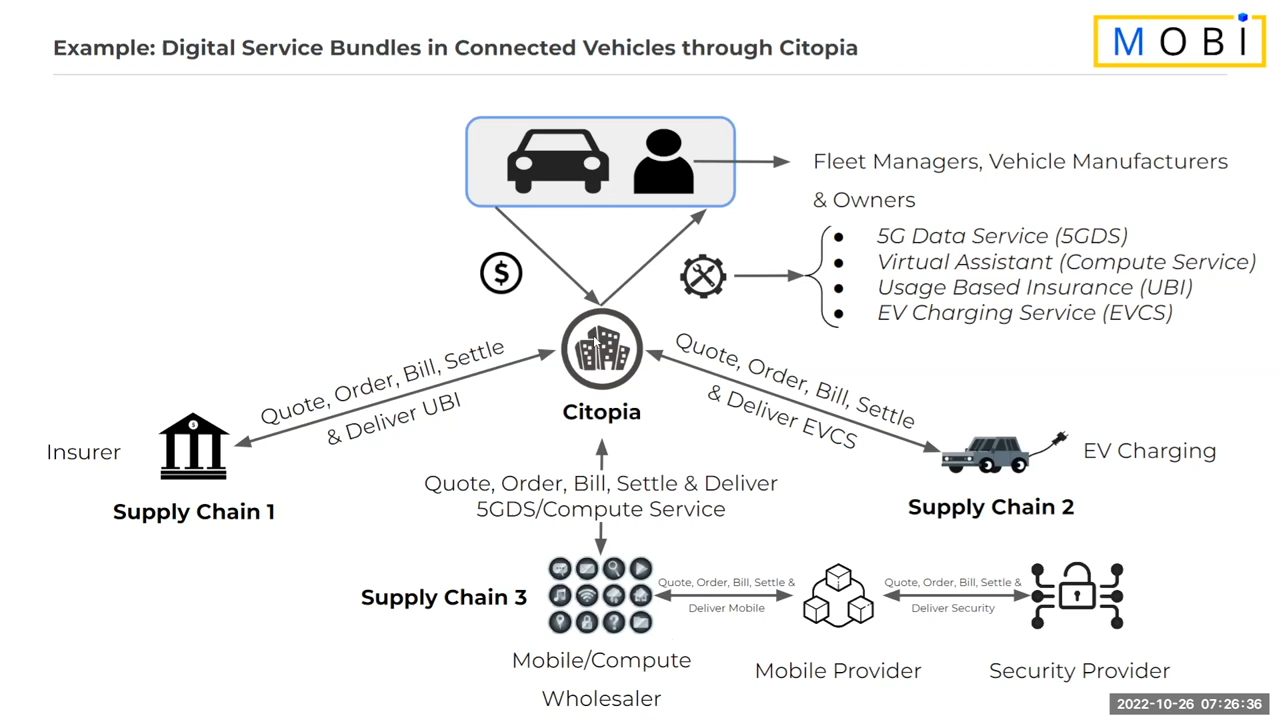 Example: Digital Service Bundles in Connected Vehicles through Citopia
MOBI
Fleet Managers, Vehicle Manufacturers
& Owners
$
5G Data Service (5GDS)
Virtual Assistant (Compute Service)
Usage Based Insurance (UBI)
EV Charging Service (EVCS)
Quote, Order, Bill, Settle
& Deliver UBI
Quote, Order, Bill, Settle
& Deliver EVCS
Citopia
$
Insurer
Supply Chain 1
EV Charging
Supply Chain 2
Quote, Order, Bill, Settle & Deliver
5GDS/Compute Service
Supply Chain 3
?
Quote, Order, Bill, Settle &
Deliver Mobile
Quote, Order, Bill, Settle &
Deliver Security
Mobile/Compute
Wholesaler
Mobile Provider
Security Provider
2022-10-26 07:26:36